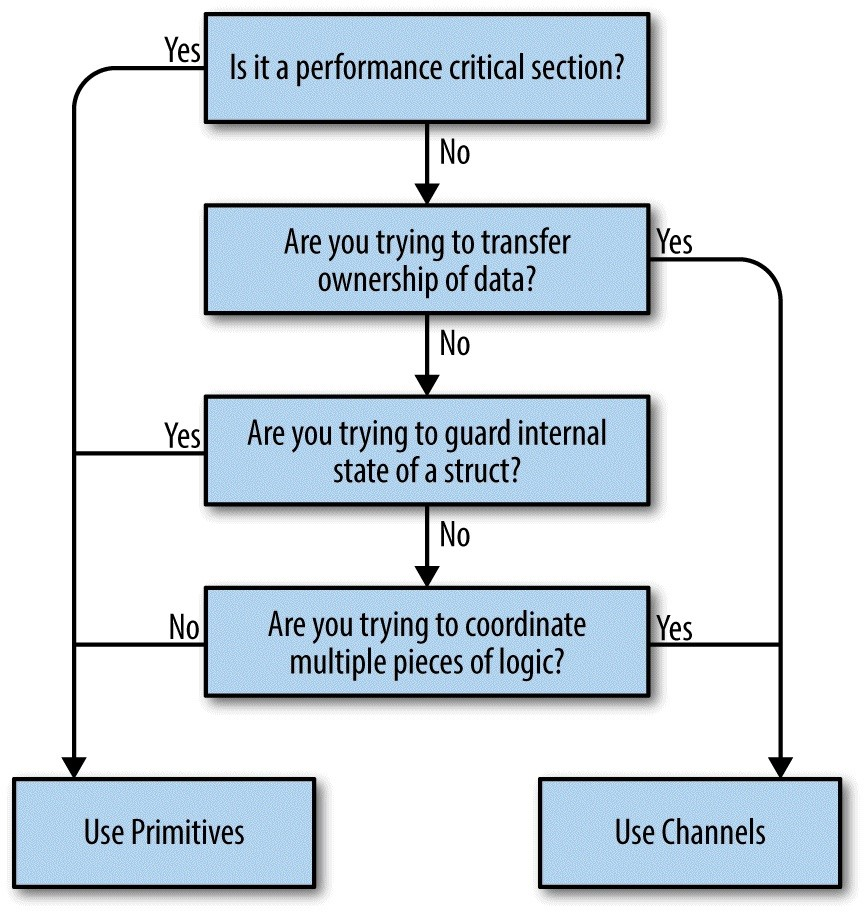 Yes
Is it a performance critical section?
No
Are you trying to transfer
ownership of data?
Yes
No
Yes
Are you trying to guard internal
state of a struct?
No
No
Are you trying to coordinate
multiple pieces of logic?
Yes
Use Primitives
Use Channels